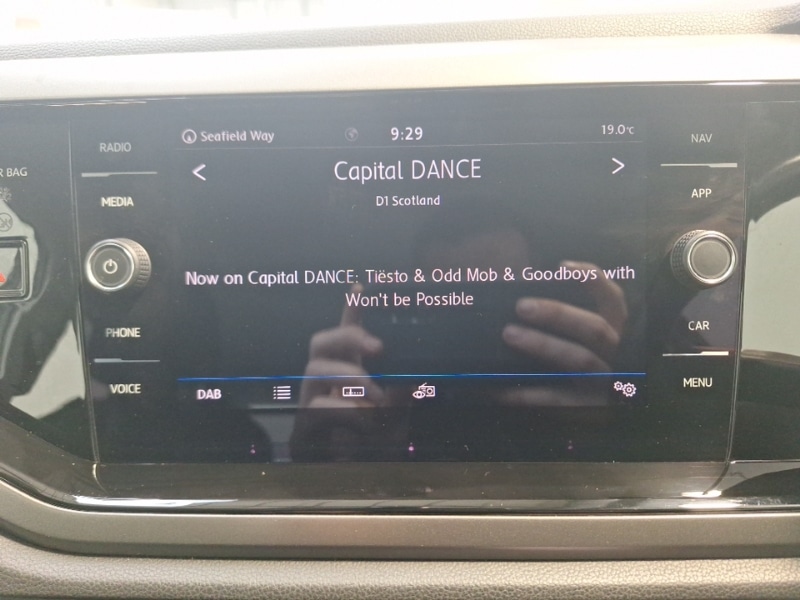 Seafield Way 9:29 19.0°C
RADIO NAV
Capital DANCE
R BAG
MEDIA APP
D1 Scotland
Now on Capital DANCE: Tiësto & Odd Mob & Goodboys with
Won't be Possible
PHONE CAR
VOICE MENU
DAB